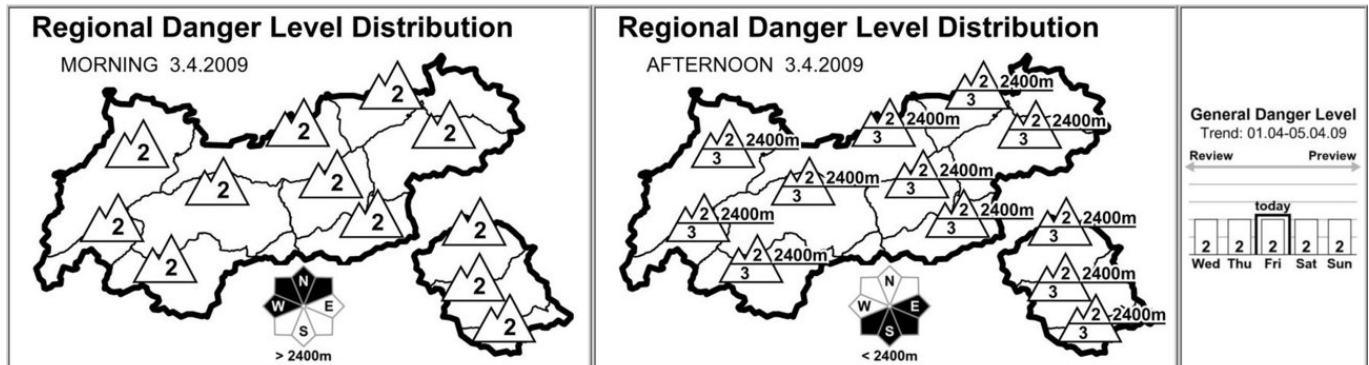 Regional Danger Level Distribution
MORNING 3.4.2009
2
2
2
2
2
2
2
2
2
2
2
2
N
W E
S
> 2400m
Regional Danger Level Distribution
AFTERNOON 3.4.2009
2 2400m
3
2 2400m
3
2 2400m
3
2 2400m
3
2 2400m
3
2 2400m
3
2 2400m
3
2 2400m
3
2 2400m
3
2 2400m
3
2 2400m
3
2 2400m
3
N
W E
S
< 2400m
General Danger Level
Trend: 01.04-05.04.09
Review Preview
today
2 2 2 2 2
Wed Thu Fri Sat Sun